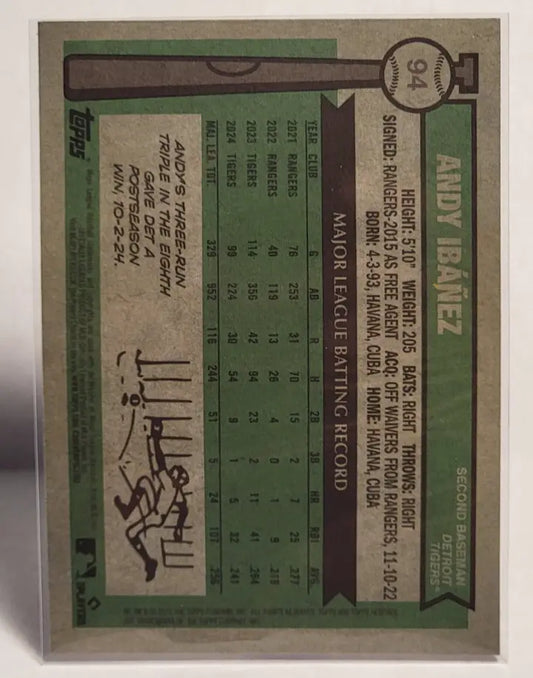 94
ANDY IBÁÑEZ
SECOND BASEMAN
DETROIT
TIGERS®
HEIGHT: 5'10" WEIGHT: 205 BATS: RIGHT THROWS: RIGHT
SIGNED: RANGERS-2015 AS FREE AGENT ACQ: OFF WAIVERS FROM RANGERS, 11-10-22
BORN: 4-3-93, HAVANA, CUBA HOME: HAVANA, CUBA
MAJOR LEAGUE BATTING RECORD
YEAR CLUB G AB R H 2B 3B HR RBI AVG.
2021 RANGERS 76 253 31 70 15 2 7 25 .277
2022 RANGERS 40 119 13 26 4 0 1 9 .218
2023 TIGERS 114 356 42 94 23 2 11 41 .264
2024 TIGERS 99 224 30 54 9 1 5 32 .241
MAJ. LEA. TOT. 329 952 116 244 51 5 24 107 .256
ANDY'S THREE-RUN
TRIPLE IN THE EIGHTH
GAVE DET A
POSTSEASON
WIN, 10-2-24.
topps
PLAYERS